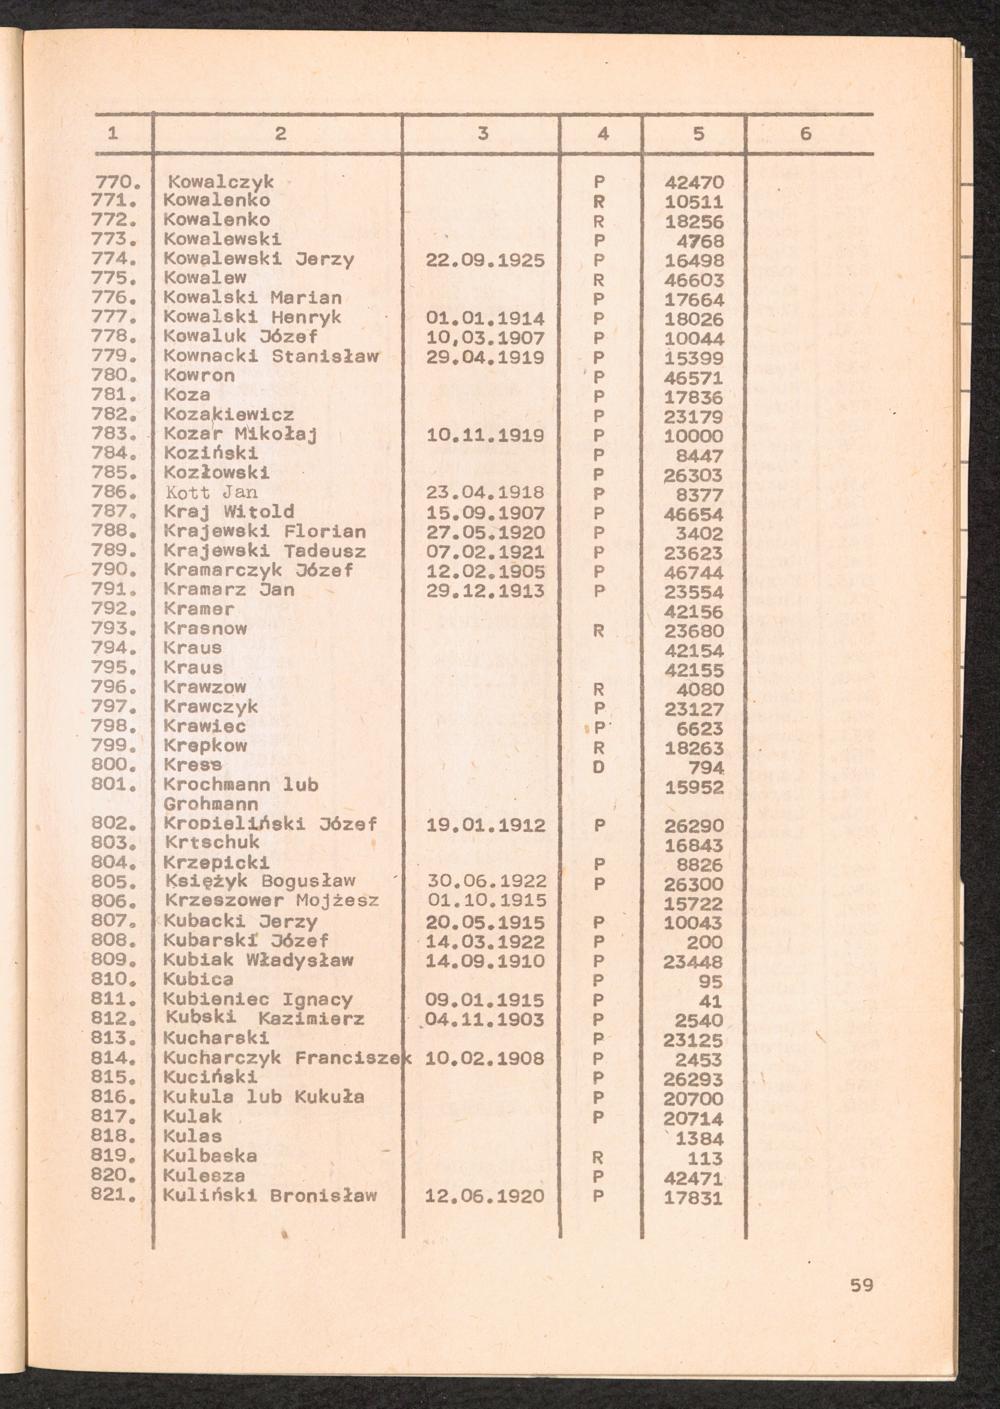 1 2 3 4 5 6
770. Kowalczyk P 42470
771. Kowalenko R 10511
772. Kowalenko R 18256
773. Kowalewski P 4768
774. Kowalewski Jerzy 22.09.1925 P 16498
775. Kowalew R 46603
776. Kowalski Marian P 17664
777. Kowalski Henryk 01.01.1914 P 18026
778. Kowaluk Józef 10,03.1907 P 10044
779. Kownacki Stanisław 29.04.1919 P 15399
780. Kowron P 46571
781. Koza P 17836
782. Kozakiewicz P 23179
783. Kozar Mikołaj 10.11.1919 P 10000
784. Koziński P 8447
785. Kozłowski P 26303
786. Kott Jan 23.04.1918 P 8377
787. Kraj Witold 15.09.1907 P 46654
788. Krajewski Florian 27.05.1920 P 3402
789. Krajewski Tadeusz 07.02.1921 P 23623
790. Kramarczyk Józef 12.02.1905 P 46744
791. Kramarz Jan 29.12.1913 P 23554
792. Kramer 42156
793. Krasnow R 23680
794. Kraus 42154
795. Kraus 42155
796. Krawzow R 4080
797. Krawczyk P 23127
798. Krawiec P 6623
799. Krepkow R 18263
800. Kress D 794
801. Krochmann lub 15952
Grohmann
802. Kropieliński Józef 19.01.1912 P 26290
803. Krtschuk 16843
804. Krzepicki P 8826
805. Księżyk Bogusław 30.06.1922 P 26300
806. Krzeszower Mojżesz 01.10.1915 15722
807. Kubacki Jerzy 20.05.1915 P 10043
808. Kubarski Józef 14.03.1922 P 200
809. Kubiak Władysław 14.09.1910 P 23448
810. Kubica P 95
811. Kubieniec Ignacy 09.01.1915 P 41
812. Kubski Kazimierz 04.11.1903 P 2540
813. Kucharski P 23125
814. Kucharczyk Franciszek 10.02.1908 P 2453
815. Kuciński P 26293
816. Kukula lub Kukuła P 20700
817. Kulak P 20714
818. Kulas 1384
819. Kulbaska R 113
820. Kulesza P 42471
821. Kuliński Bronisław 12.06.1920 P 17831
59